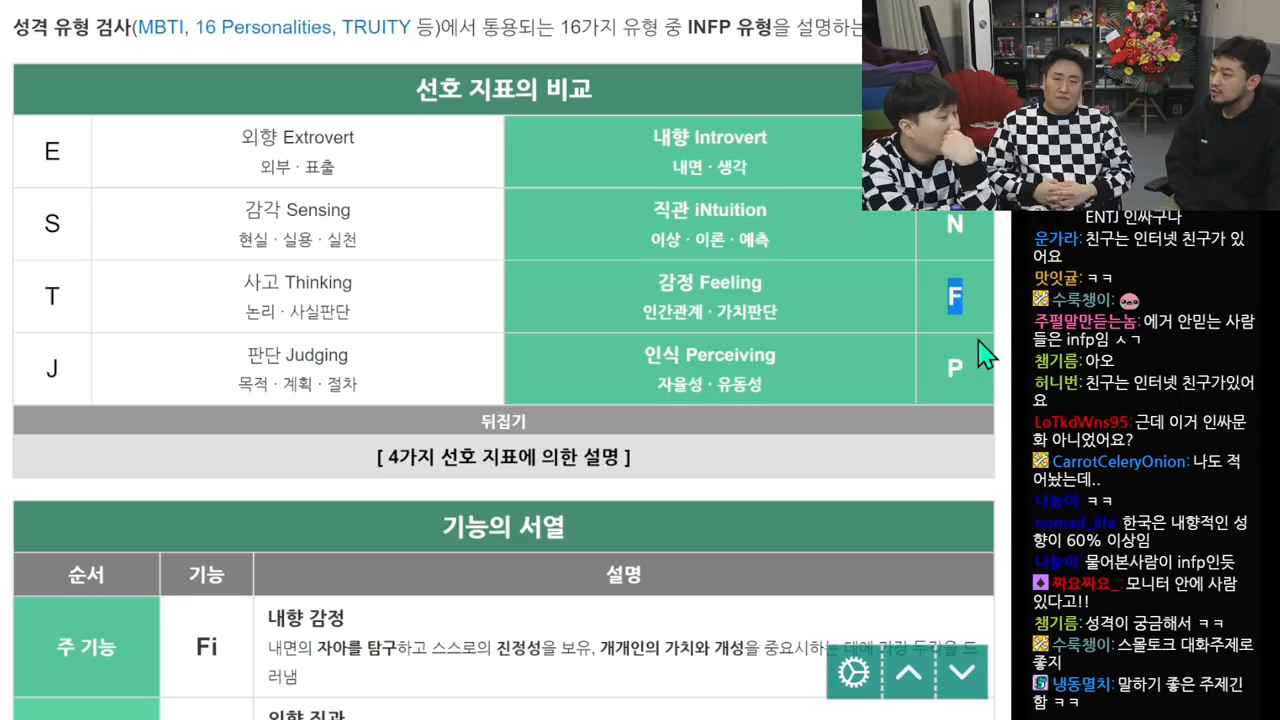 성격 유형 검사(MBTI, 16 Personalities, TRUITY 등)에서 통용되는 16가지 유형 중 INFP 유형을 설명하는
선호 지표의 비교
E
외향 Extrovert
외부 · 표출
내향 Introvert
내면 · 생각
S
감각 Sensing
현실 · 실용 · 실천
직관 iNtuition
이상 · 이론 · 예측
N
T
사고 Thinking
논리 · 사실판단
감정 Feeling
인간관계 · 가치판단
F
J
판단 Judging
목적 · 계획 · 절차
인식 Perceiving
자율성 · 유동성
P
뒤집기
[ 4가지 선호 지표에 의한 설명 ]
기능의 서열
순서
기능
설명
주 기능
Fi
내향 감정
내면의 자아를 탐구하고 스스로의 진정성을 보유, 개개인의 가치와 개성을 중요시하는 데에 가장 두각을 드
러냄
외향 직관
ENTJ 인싸구나
운가라: 친구는 인터넷 친구가 있
어요
맛잇귤: ㅋㅋ
수룩챙이:
주펄말만듣는놈: 에거 안믿는 사람
들은 infp임 ㅅㄱ
챔기름: 아오
허니번: 친구는 인터넷 친구가있어
요
LoTkdWns95: 근데 이거 인싸문
화 아니었어요?
CarrotCeleryOnion: 나도 적
어놨는데..
나눙이: ㅋㅋ
nomad_life: 한국은 내향적인 성
향이 60% 이상임
나눙이: 물어본사람이 infp인듯
짜요짜요_: 모니터 안에 사람
있다고!!
챔기름: 성격이 궁금해서 ㅋㅋ
수룩챙이: 스몰토크 대화주제로
좋지
냉동멸치: 말하기 좋은 주제긴
함 ㅋㅋ